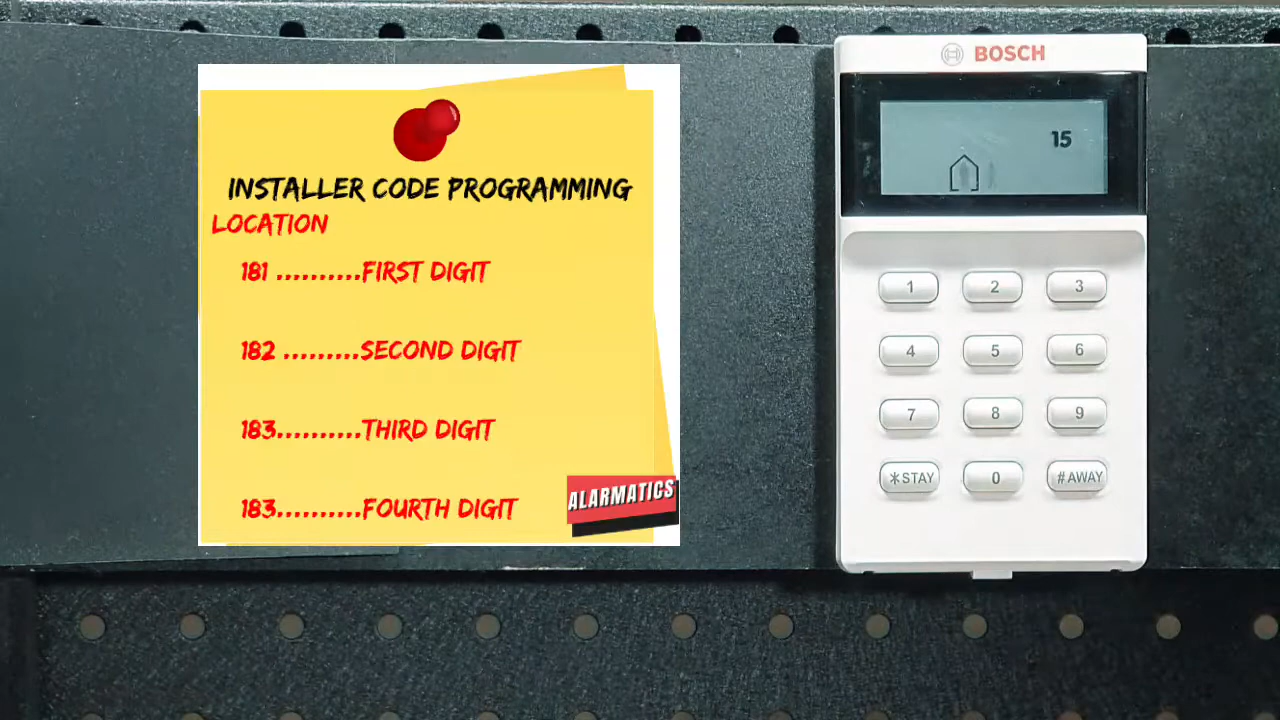 INSTALLER CODE PROGRAMMING
LOCATION
181 ..........FIRST DIGIT
182 .........SECOND DIGIT
183..........THIRD DIGIT
183..........FOURTH DIGIT
ALARMATICS
BOSCH
15
1 2 3
4 5 6
7 8 9
*STAY 0 #AWAY